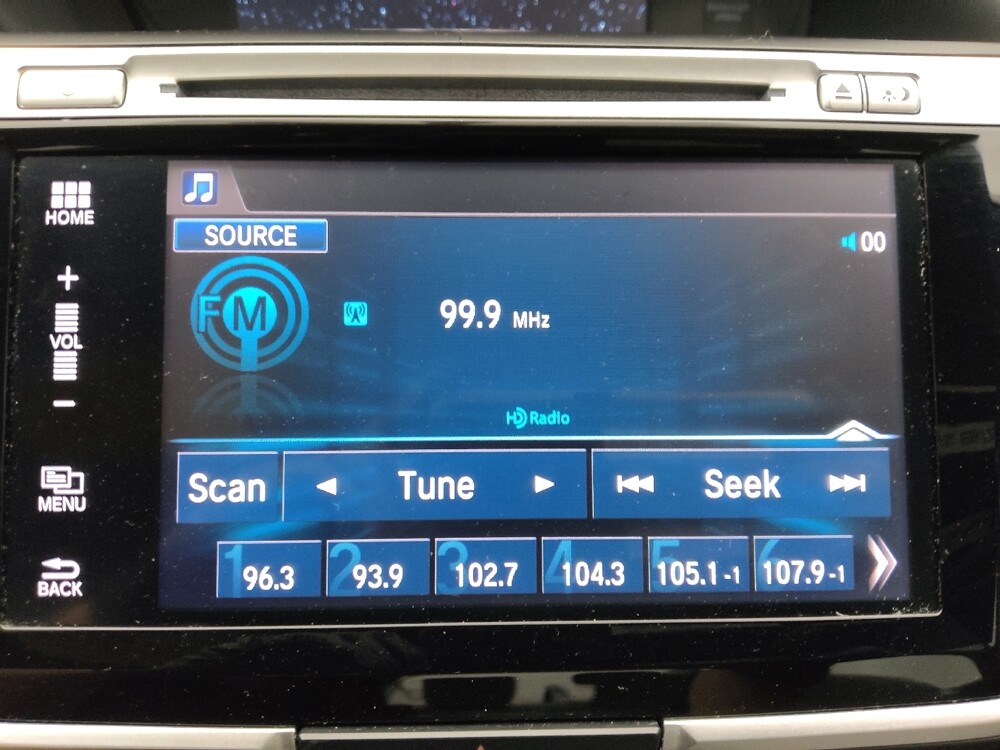 HOME
SOURCE
00
+
VOL
-
FM
99.9 MHz
HD Radio
MENU
Scan
Tune
Seek
BACK
1 96.3
2 93.9
3 102.7
4 104.3
5 105.1-1
6 107.9-1